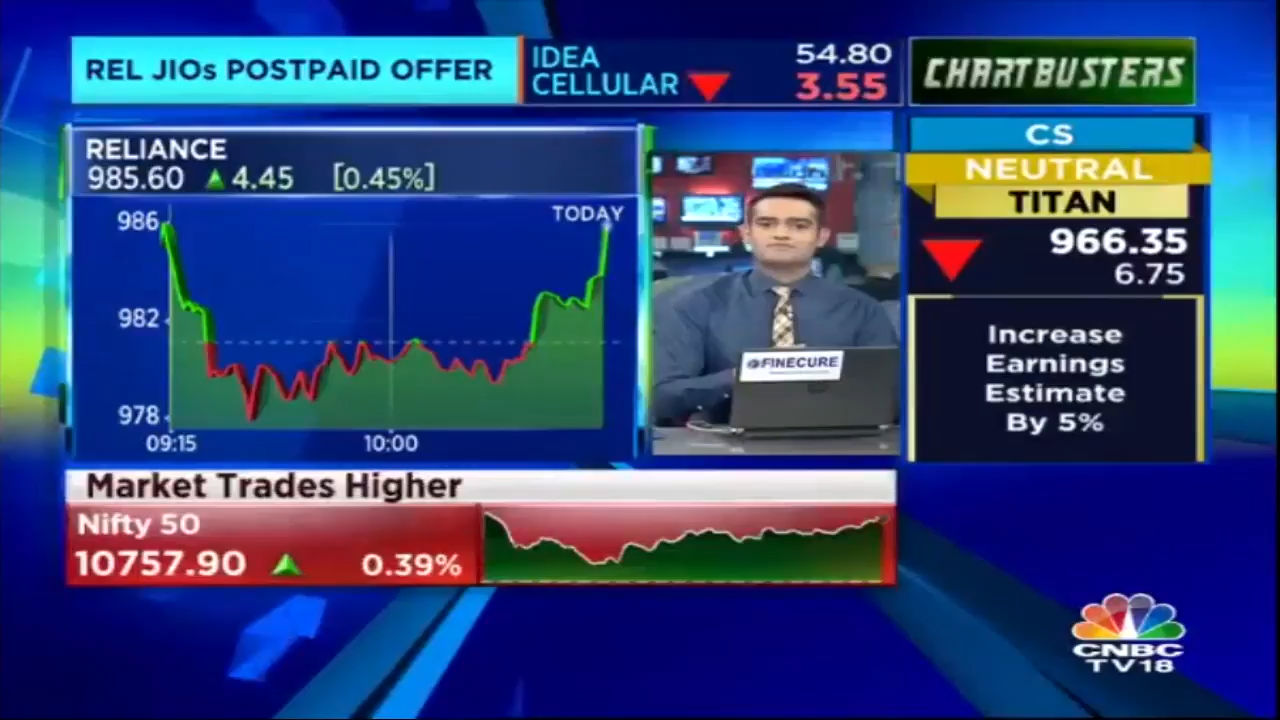 REL JIOs POSTPAID OFFER
IDEA
CELLULAR
54.80
3.55
CHARTBUSTERS
RELIANCE
985.60 4.45 [0.45%]
TODAY
986
982
978
09:15 10:00
FINECURE
CS
NEUTRAL
TITAN
966.35
6.75
Increase
Earnings
Estimate
By 5%
Market Trades Higher
Nifty 50
10757.90 0.39%
CNBC
TV18